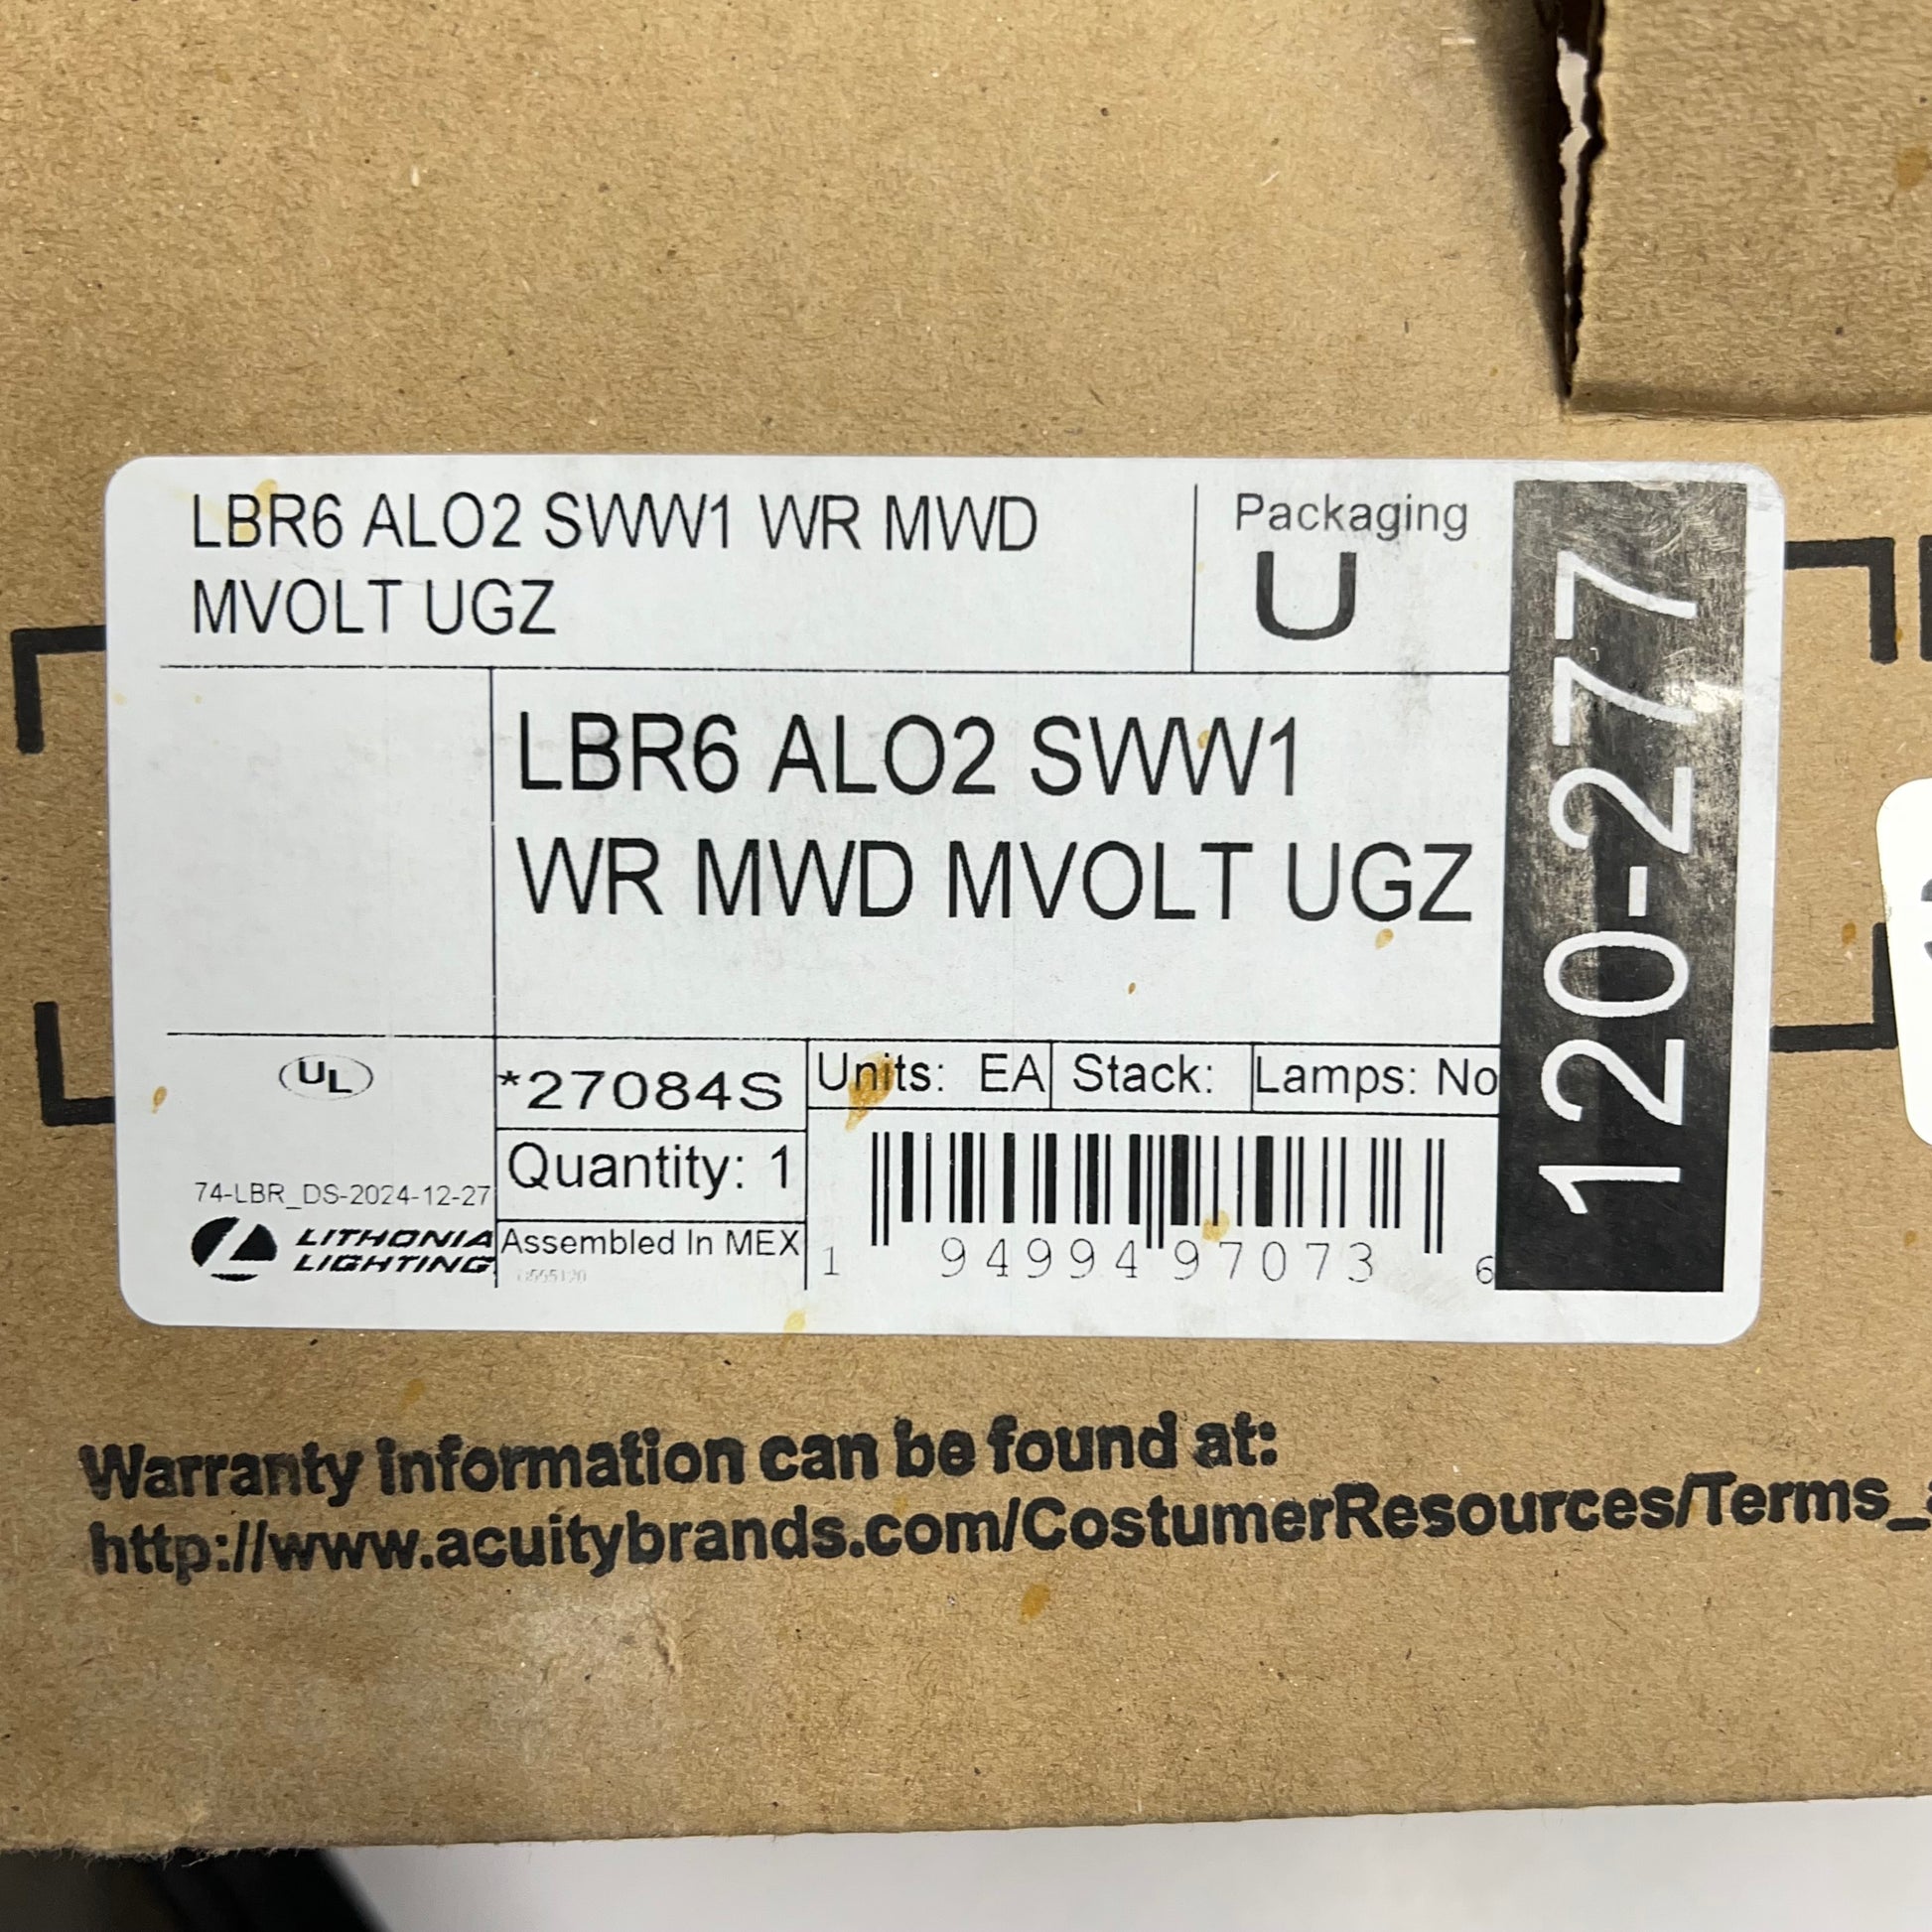 LBR6 ALO2 SWW1 WR MWD
MVOLT UGZ
Packaging
U
120-277
LBR6 ALO2 SWW1
WR MWD MVOLT UGZ
UL
*27084S
Units: EA
Stack:
Lamps: No
Quantity: 1
74-LBR_DS-2024-12-27
LITHONIA
LIGHTING
Assembled In MEX
1 94994 97073 6
Warranty information can be found at:
http://www.acuitybrands.com/CostumerResources/Terms_